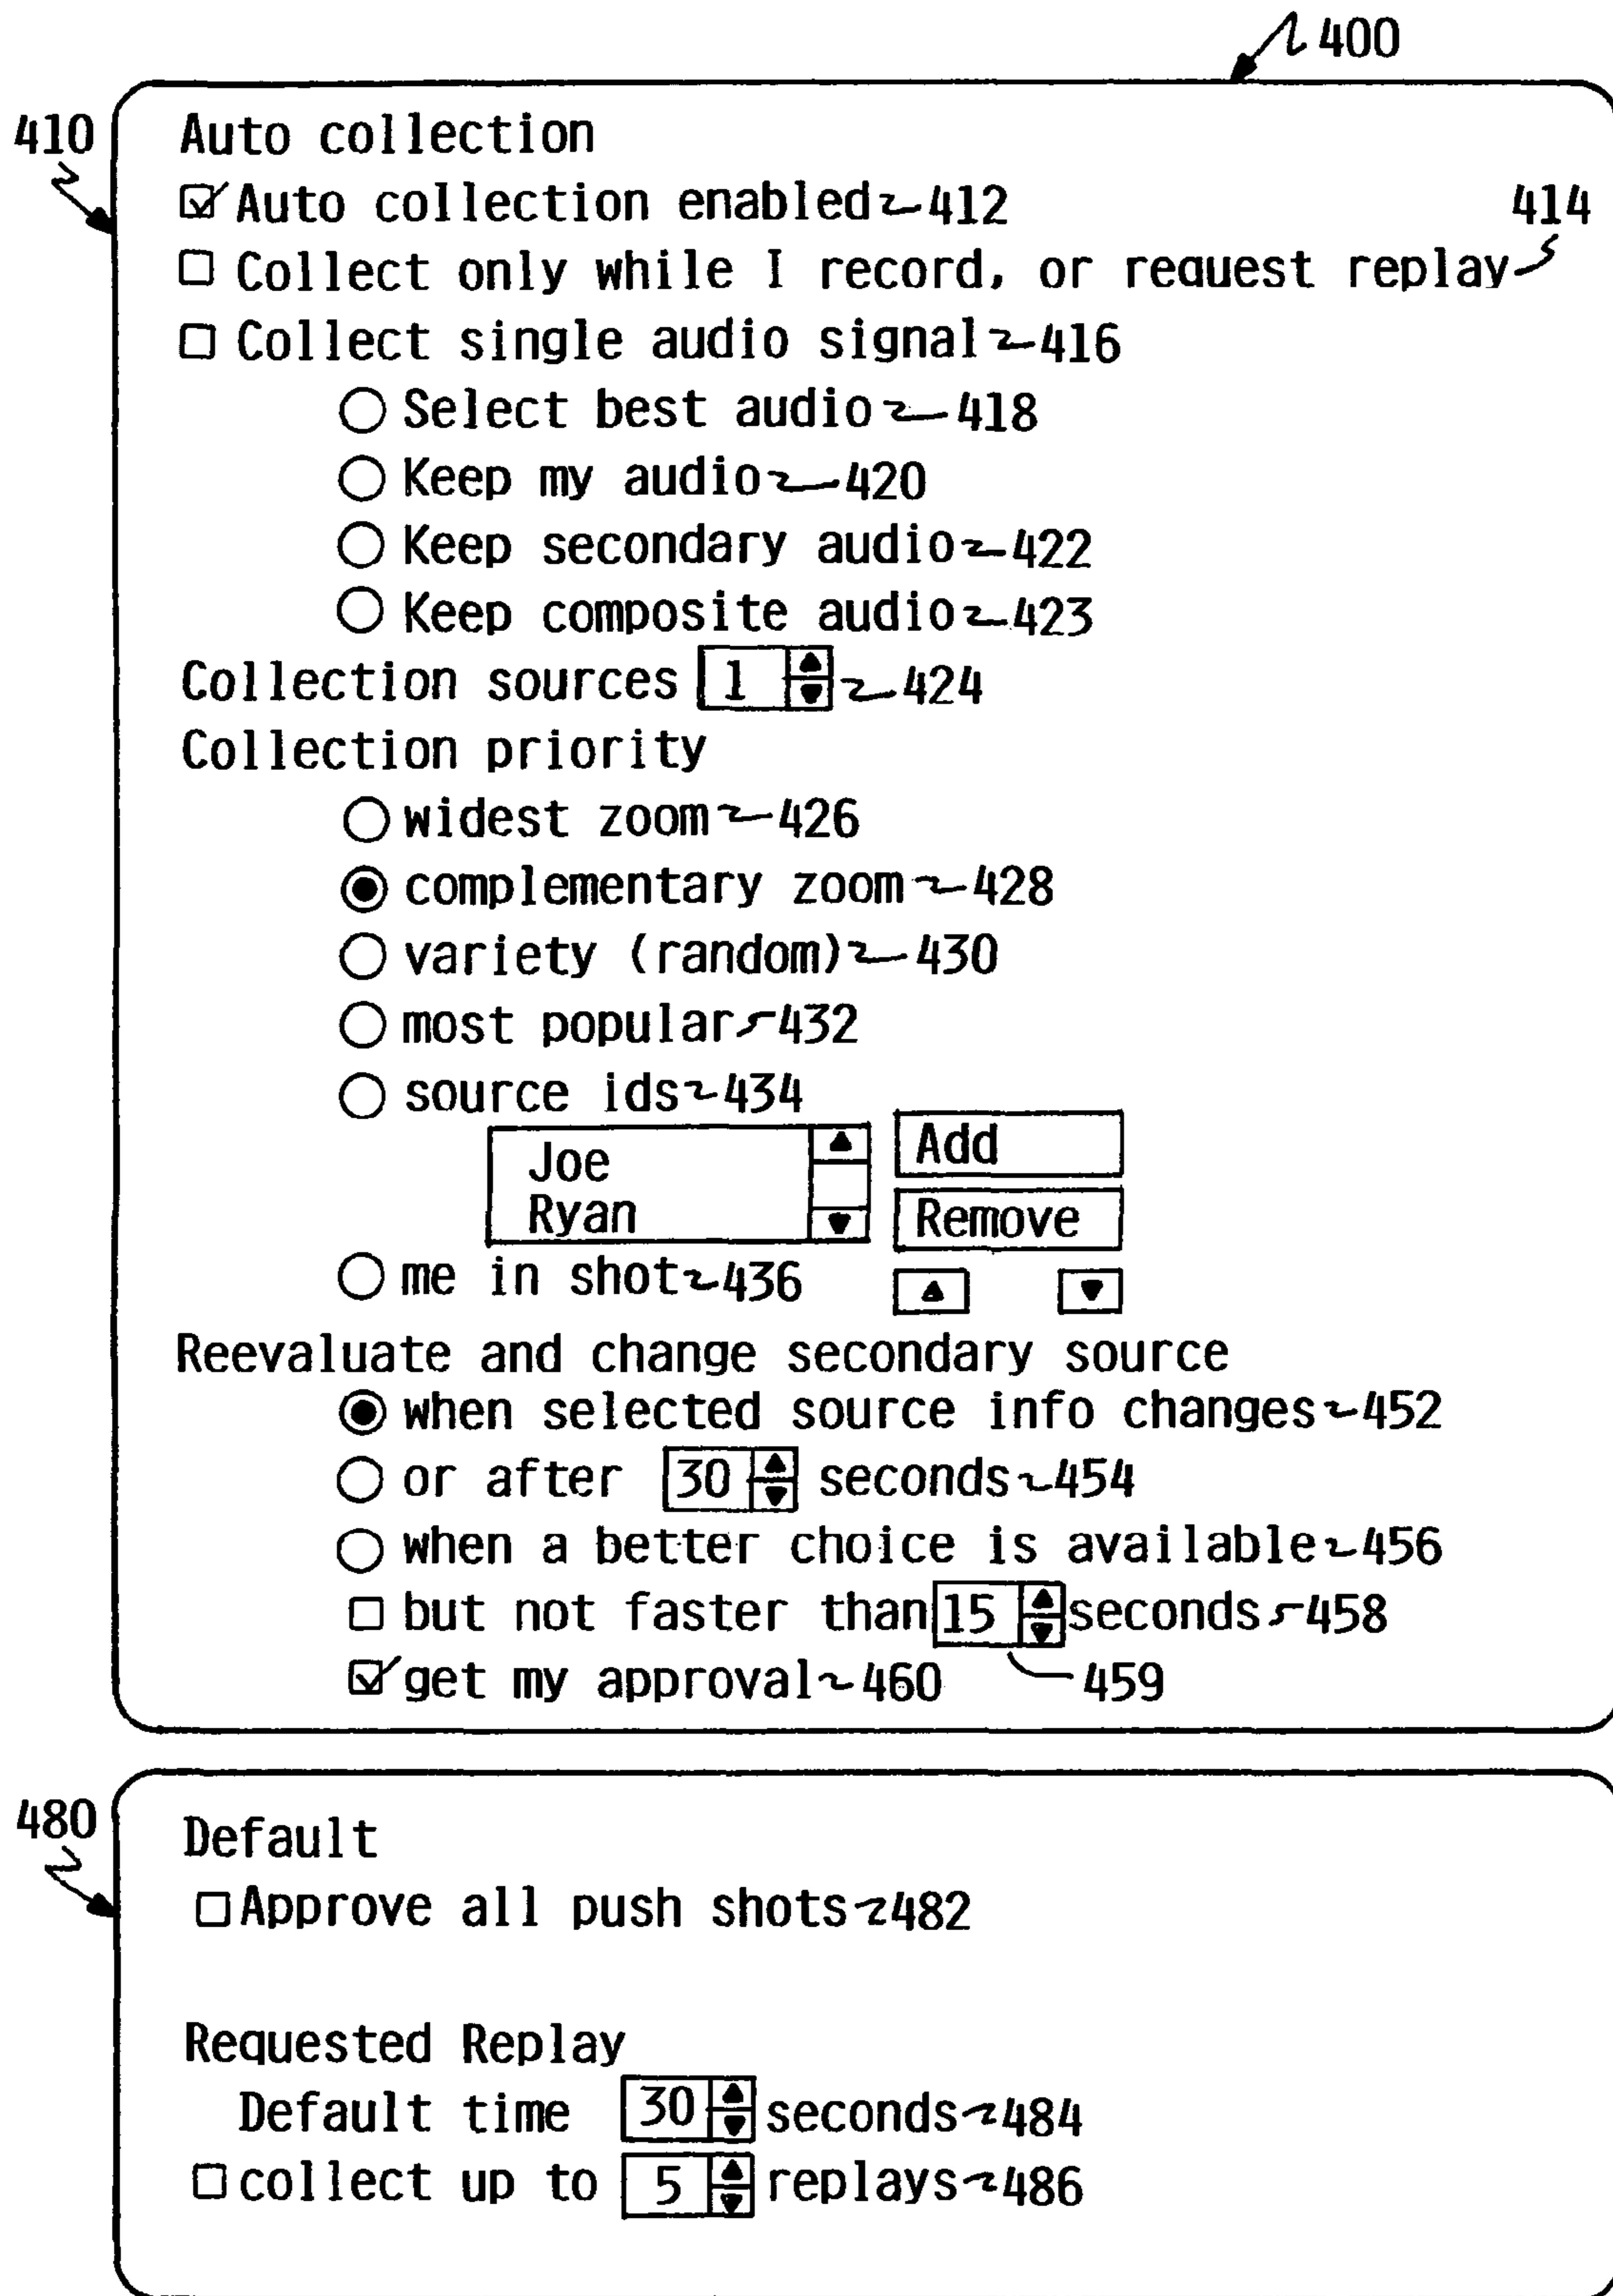 400
410 Auto collection
Auto collection enabled 412 414
Collect only while I record, or request replay
Collect single audio signal 416
Select best audio 418
Keep my audio 420
Keep secondary audio 422
Keep composite audio 423
Collection sources 1 424
Collection priority
widest zoom 426
complementary zoom 428
variety (random) 430
most popular 432
source ids 434
Joe Add
Ryan Remove
me in shot 436
Reevaluate and change secondary source
when selected source info changes 452
or after 30 seconds 454
when a better choice is available 456
but not faster than 15 seconds 458
get my approval 460 459
480 Default
Approve all push shots 482
Requested Replay
Default time 30 seconds 484
collect up to 5 replays 486